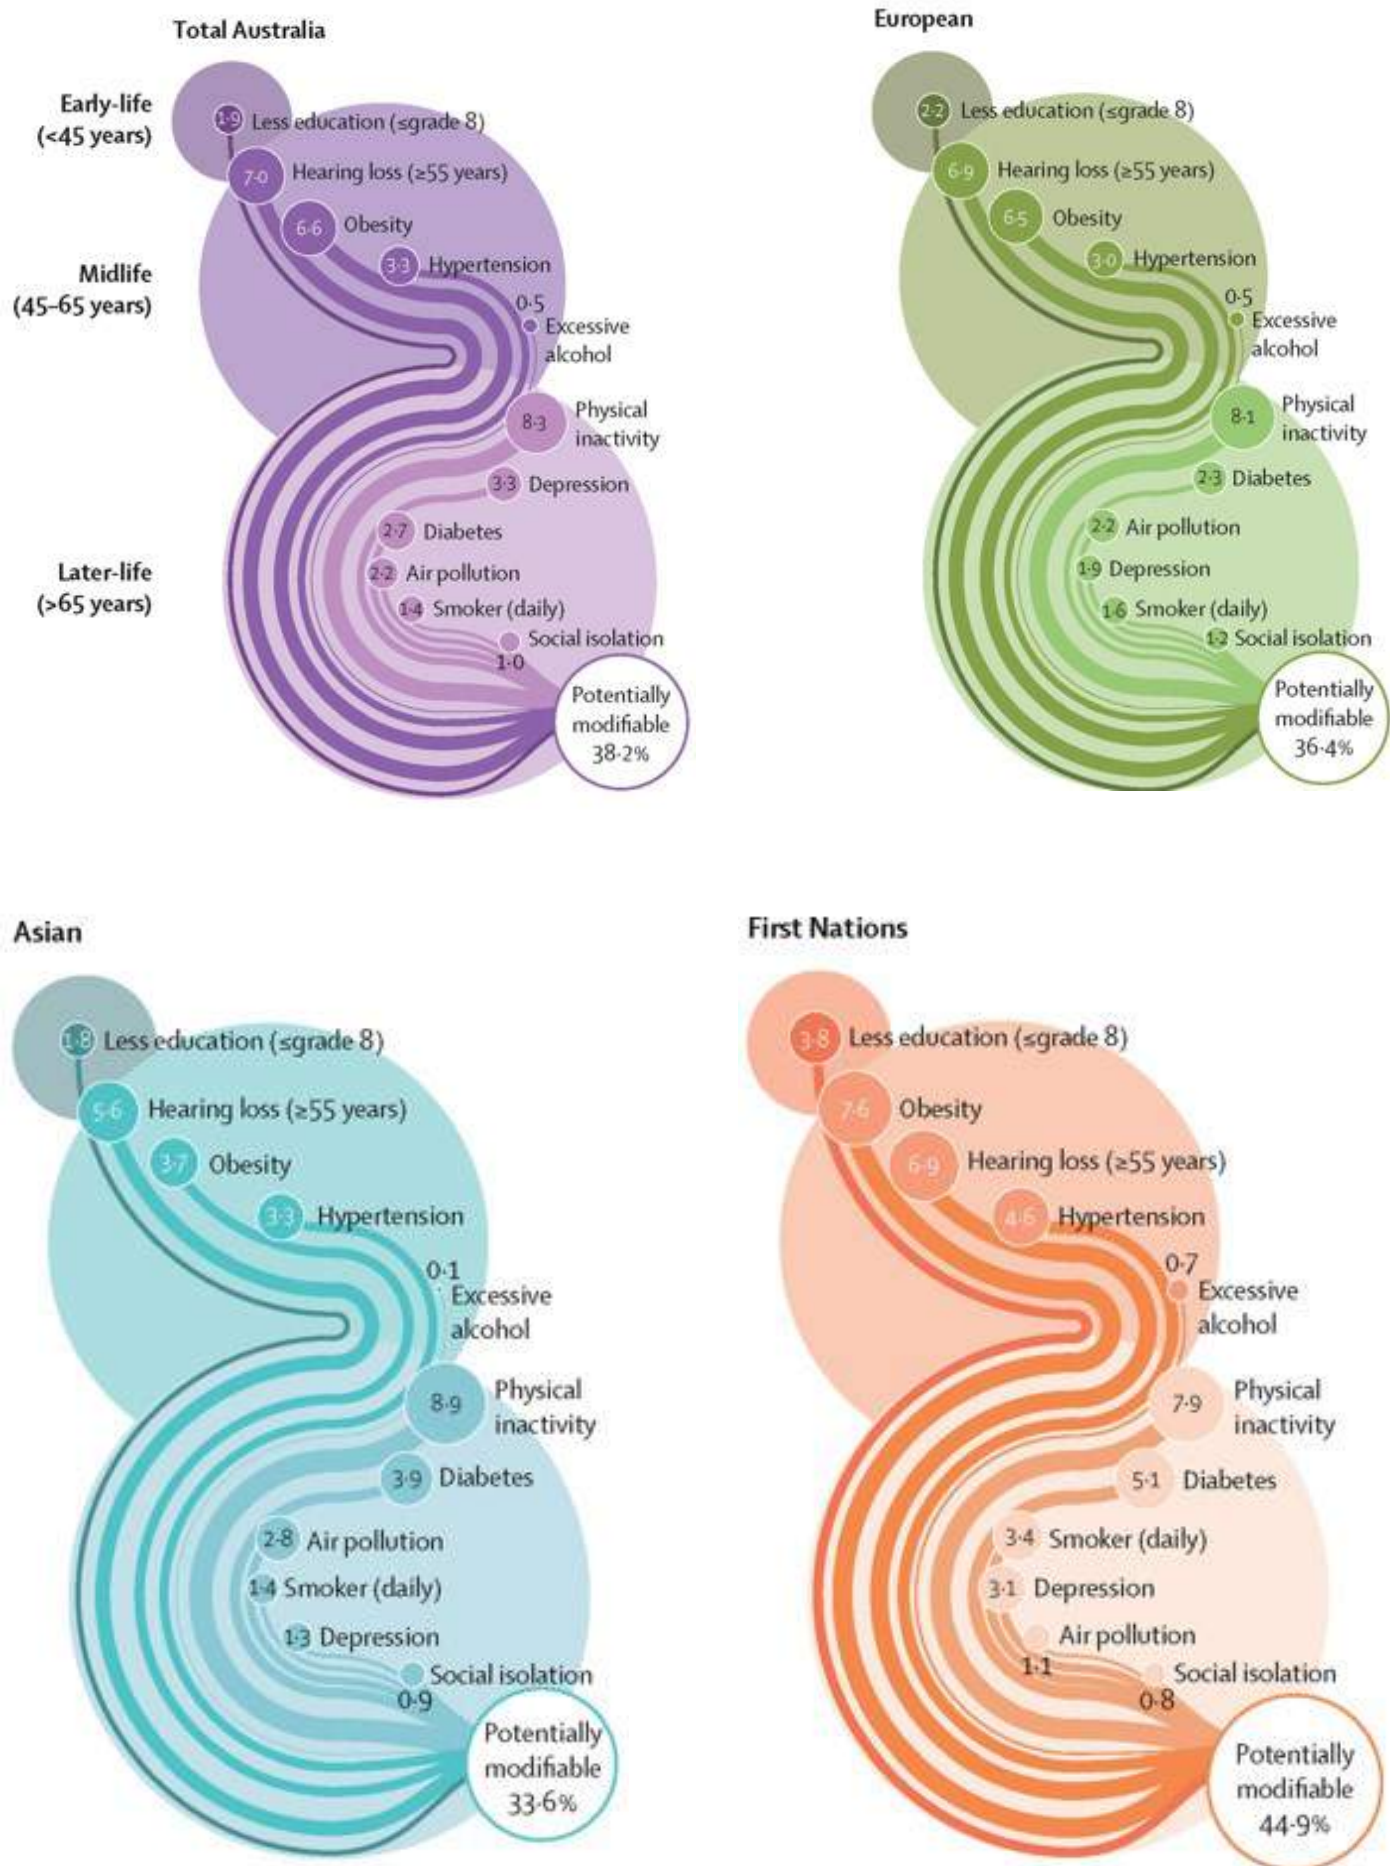 Total Australia
Early-life
(<45 years)
1·9 Less education (≤grade 8)
7·0 Hearing loss (≥55 years)
6·6 Obesity
3·3 Hypertension
Midlife
(45–65 years)
0·5
Excessive
alcohol
8·3
Physical
inactivity
3·3 Depression
2·7 Diabetes
2·2 Air pollution
Later-life
(>65 years)
1·4 Smoker (daily)
Social isolation
1·0
Potentially
modifiable
38·2%
European
2·2 Less education (≤grade 8)
6·9 Hearing loss (≥55 years)
6·5 Obesity
3·0 Hypertension
0·5
Excessive
alcohol
8·1
Physical
inactivity
2·3 Diabetes
2·2 Air pollution
1·9 Depression
1·6 Smoker (daily)
1·2 Social isolation
Potentially
modifiable
36·4%
Asian
1·8 Less education (≤grade 8)
5·6 Hearing loss (≥55 years)
3·7 Obesity
3·3 Hypertension
0·1
Excessive
alcohol
8·9
Physical
inactivity
3·9 Diabetes
2·8 Air pollution
1·4 Smoker (daily)
1·3 Depression
Social isolation
0·9
Potentially
modifiable
33·6%
First Nations
3·8 Less education (≤grade 8)
7·6 Obesity
6·9 Hearing loss (≥55 years)
4·6 Hypertension
0·7
Excessive
alcohol
7·9
Physical
inactivity
5·1 Diabetes
3·4 Smoker (daily)
3·1 Depression
Air pollution
1·1
Social isolation
0·8
Potentially
modifiable
44·9%